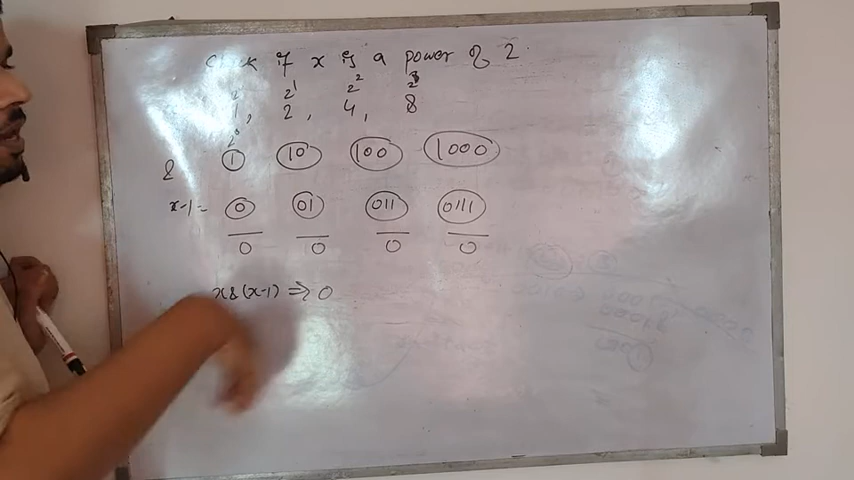 if x is a power of 2
2¹ 2² 2³
1, 2, 4, 8
2⁰
& 1 10 100 1000
x-1= 0 01 011 0111
0 0 0 0
x&(x-1) ⇒ 0